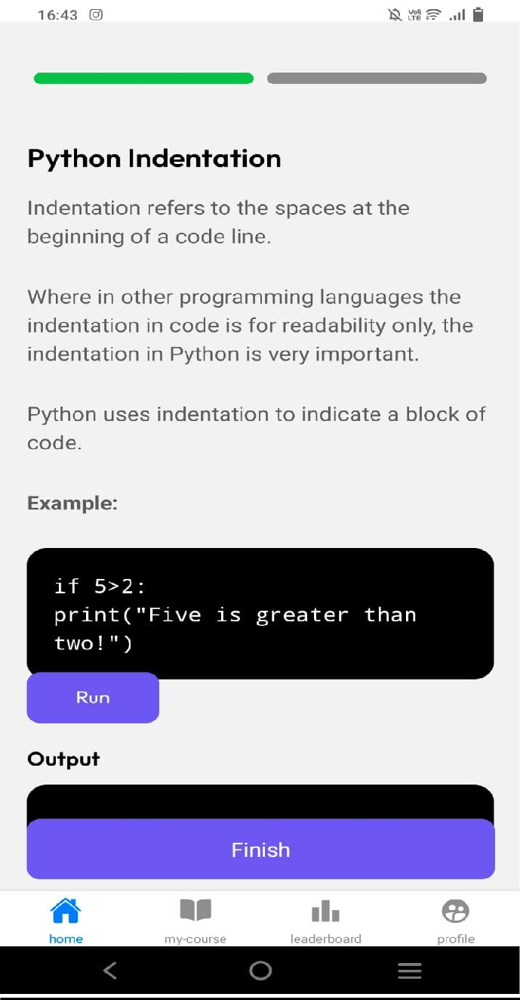 16:43
Vo)
LTE
Python Indentation
Indentation refers to the spaces at the
beginning of a code line.
Where in other programming languages the
indentation in code is for readability only, the
indentation in Python is very important.
Python uses indentation to indicate a block of
code.
Example:
if 5>2:
print("Five is greater than
two!")
Run
Output
Finish
home my-course leaderboard profile